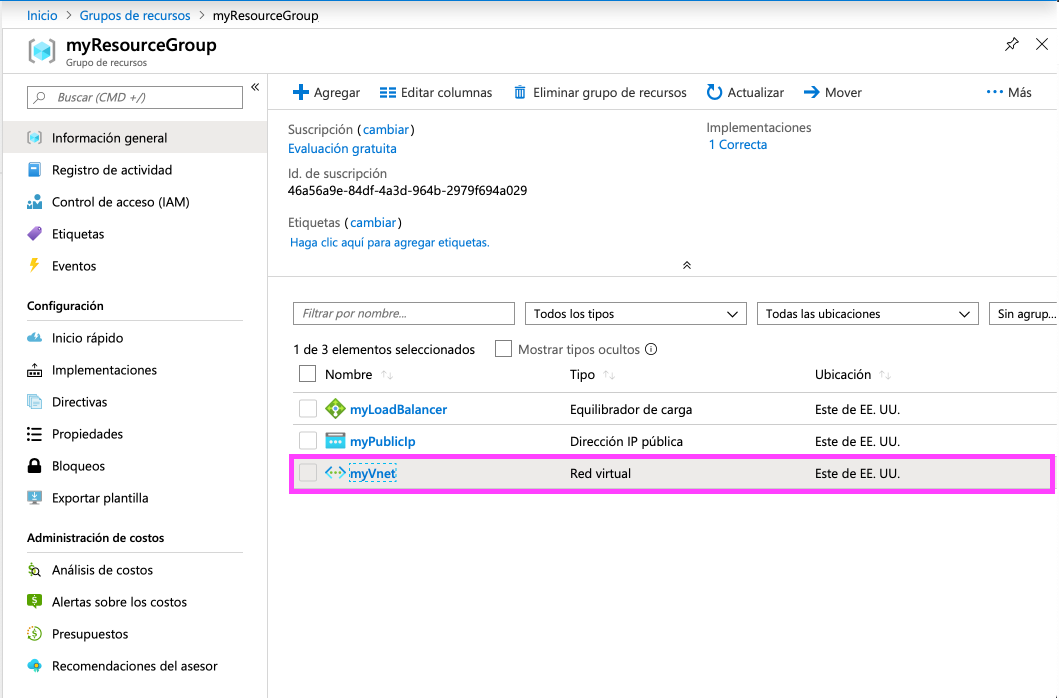 Inicio > Grupos de recursos > myResourceGroup
myResourceGroup
Grupo de recursos
Buscar (CMD +/)
«
Información general
Registro de actividad
Control de acceso (IAM)
Etiquetas
Eventos
Configuración
Inicio rápido
Implementaciones
Directivas
Propiedades
Bloqueos
Exportar plantilla
Administración de costos
Análisis de costos
Alertas sobre los costos
Presupuestos
Recomendaciones del asesor
Agregar Editar columnas Eliminar grupo de recursos Actualizar Mover ••• Más
Suscripción (cambiar)
Evaluación gratuita
Id. de suscripción
46a56a9e-84df-4a3d-964b-2979f694a029
Etiquetas (cambiar)
Haga clic aquí para agregar etiquetas.
Implementaciones
1 Correcta
Filtrar por nombre... Todos los tipos Todas las ubicaciones Sin agrup...
1 de 3 elementos seleccionados Mostrar tipos ocultos
Nombre Tipo Ubicación
myLoadBalancer Equilibrador de carga Este de EE. UU.
myPublicIp Dirección IP pública Este de EE. UU.
myVnet Red virtual Este de EE. UU.